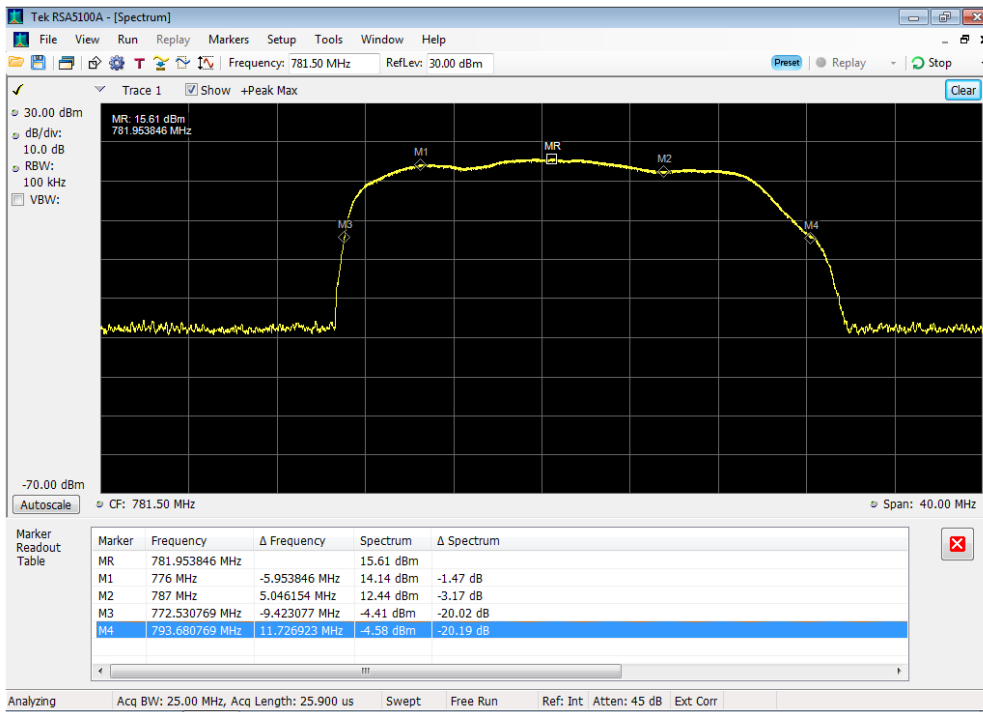 Tek RSA5100A - [Spectrum]
File View Run Replay Markers Setup Tools Window Help
T Frequency: 781.50 MHz RefLev: 30.00 dBm Preset Replay Stop
Trace 1 Show +Peak Max Clear
30.00 dBm
dB/div:
10.0 dB
RBW:
100 kHz
VBW:
-70.00 dBm
MR: 15.61 dBm
781.953846 MHz
M1
MR
M2
M3
M4
Autoscale CF: 781.50 MHz Span: 40.00 MHz
Marker
Readout
Table
Marker Frequency Δ Frequency Spectrum Δ Spectrum
MR 781.953846 MHz 15.61 dBm
M1 776 MHz -5.953846 MHz 14.14 dBm -1.47 dB
M2 787 MHz 5.046154 MHz 12.44 dBm -3.17 dB
M3 772.530769 MHz -9.423077 MHz -4.41 dBm -20.02 dB
M4 793.680769 MHz 11.726923 MHz -4.58 dBm -20.19 dB
Analyzing Acq BW: 25.00 MHz, Acq Length: 25.900 us Swept Free Run Ref: Int Atten: 45 dB Ext Corr